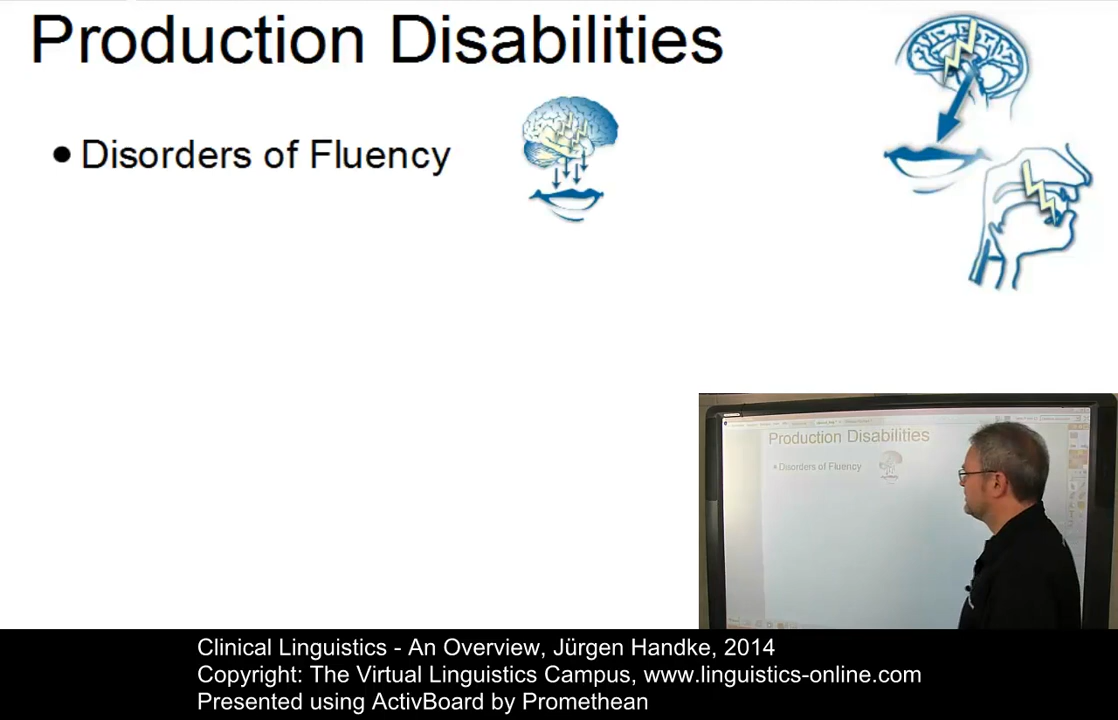 Production Disabilities
• Disorders of Fluency
Production Disabilities
• Disorders of Fluency
Clinical Linguistics - An Overview, Jürgen Handke, 2014
Copyright: The Virtual Linguistics Campus, www.linguistics-online.com
Presented using ActivBoard by Promethean